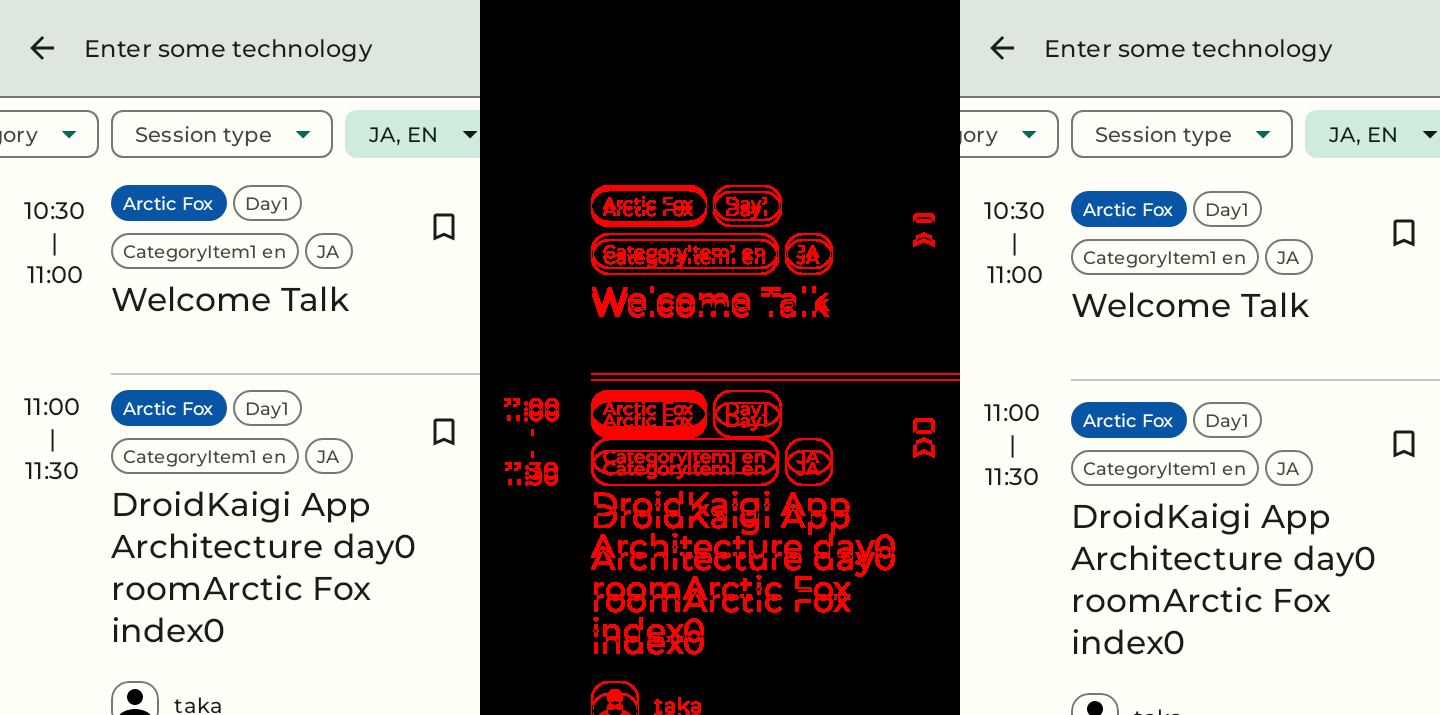 Enter some technology
gory Session type JA, EN
10:30
|
11:00
Arctic Fox Day1
CategoryItem1 en JA
Welcome Talk
11:00
|
11:30
Arctic Fox Day1
CategoryItem1 en JA
DroidKaigi App
Architecture day0
roomArctic Fox
index0
taka
Arctic Fox Day1
CategoryItem1 en JA
Welcome Talk
11:00
11:30
Arctic Fox Day1
CategoryItem1 en JA
DroidKaigi App
Architecture day0
roomArctic Fox
index0
taka
Enter some technology
gory Session type JA, EN
10:30
|
11:00
Arctic Fox Day1
CategoryItem1 en JA
Welcome Talk
11:00
|
11:30
Arctic Fox Day1
CategoryItem1 en JA
DroidKaigi App
Architecture day0
roomArctic Fox
index0
taka